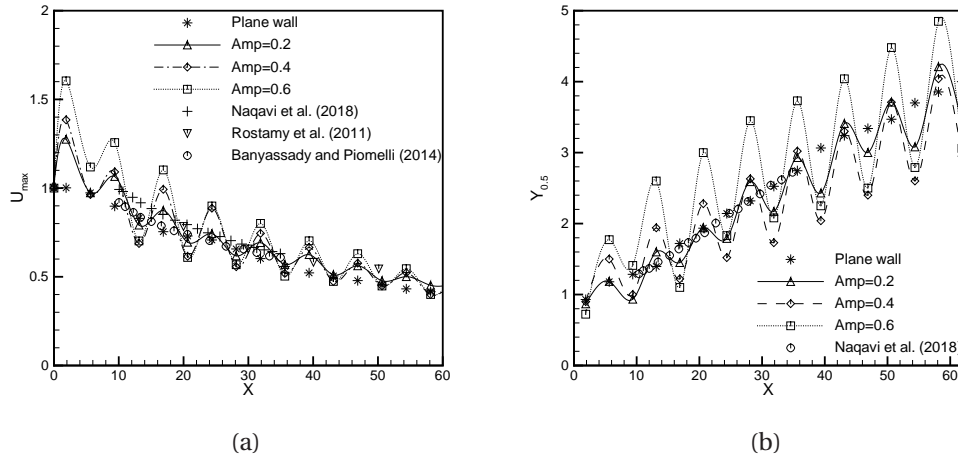 2
1.5
1
0.5
0
U_max
0 10 20 30 40 50 60
X
Plane wall
Amp=0.2
Amp=0.4
Amp=0.6
Naqavi et al. (2018)
Rostamy et al. (2011)
Banyassady and Piomelli (2014)
(a)
5
4
3
2
1
0
Y_0.5
0 10 20 30 40 50 60
X
Plane wall
Amp=0.2
Amp=0.4
Amp=0.6
Naqavi et al. (2018)
(b)